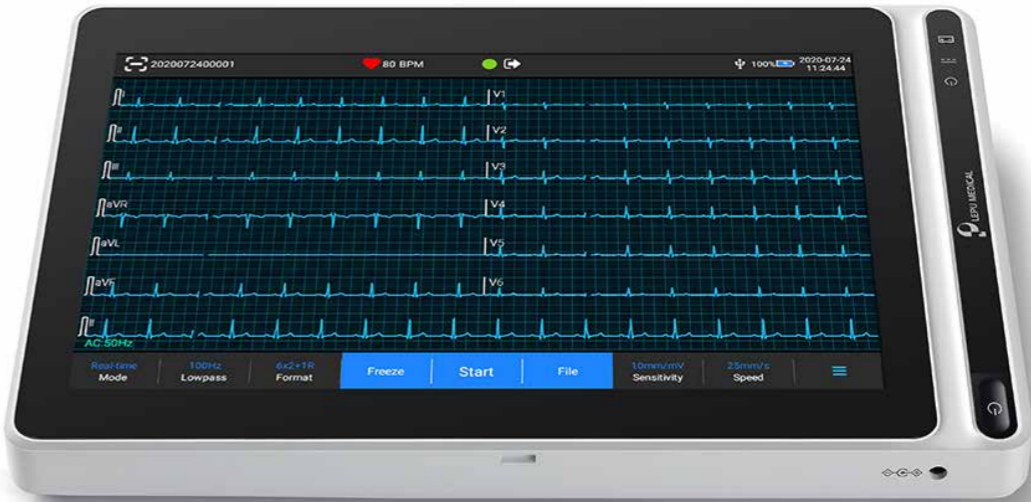 2020072400001 80 BPM 100% 2020-07-24
11:24:44
I V1
II V2
III V3
aVR V4
aVL V5
aVF V6
II
AC 50Hz
Real-time 100Hz 6x2+1R Freeze Start File 10mm/mV 25mm/s
Mode Lowpass Format Sensitivity Speed
LEPU MEDICAL